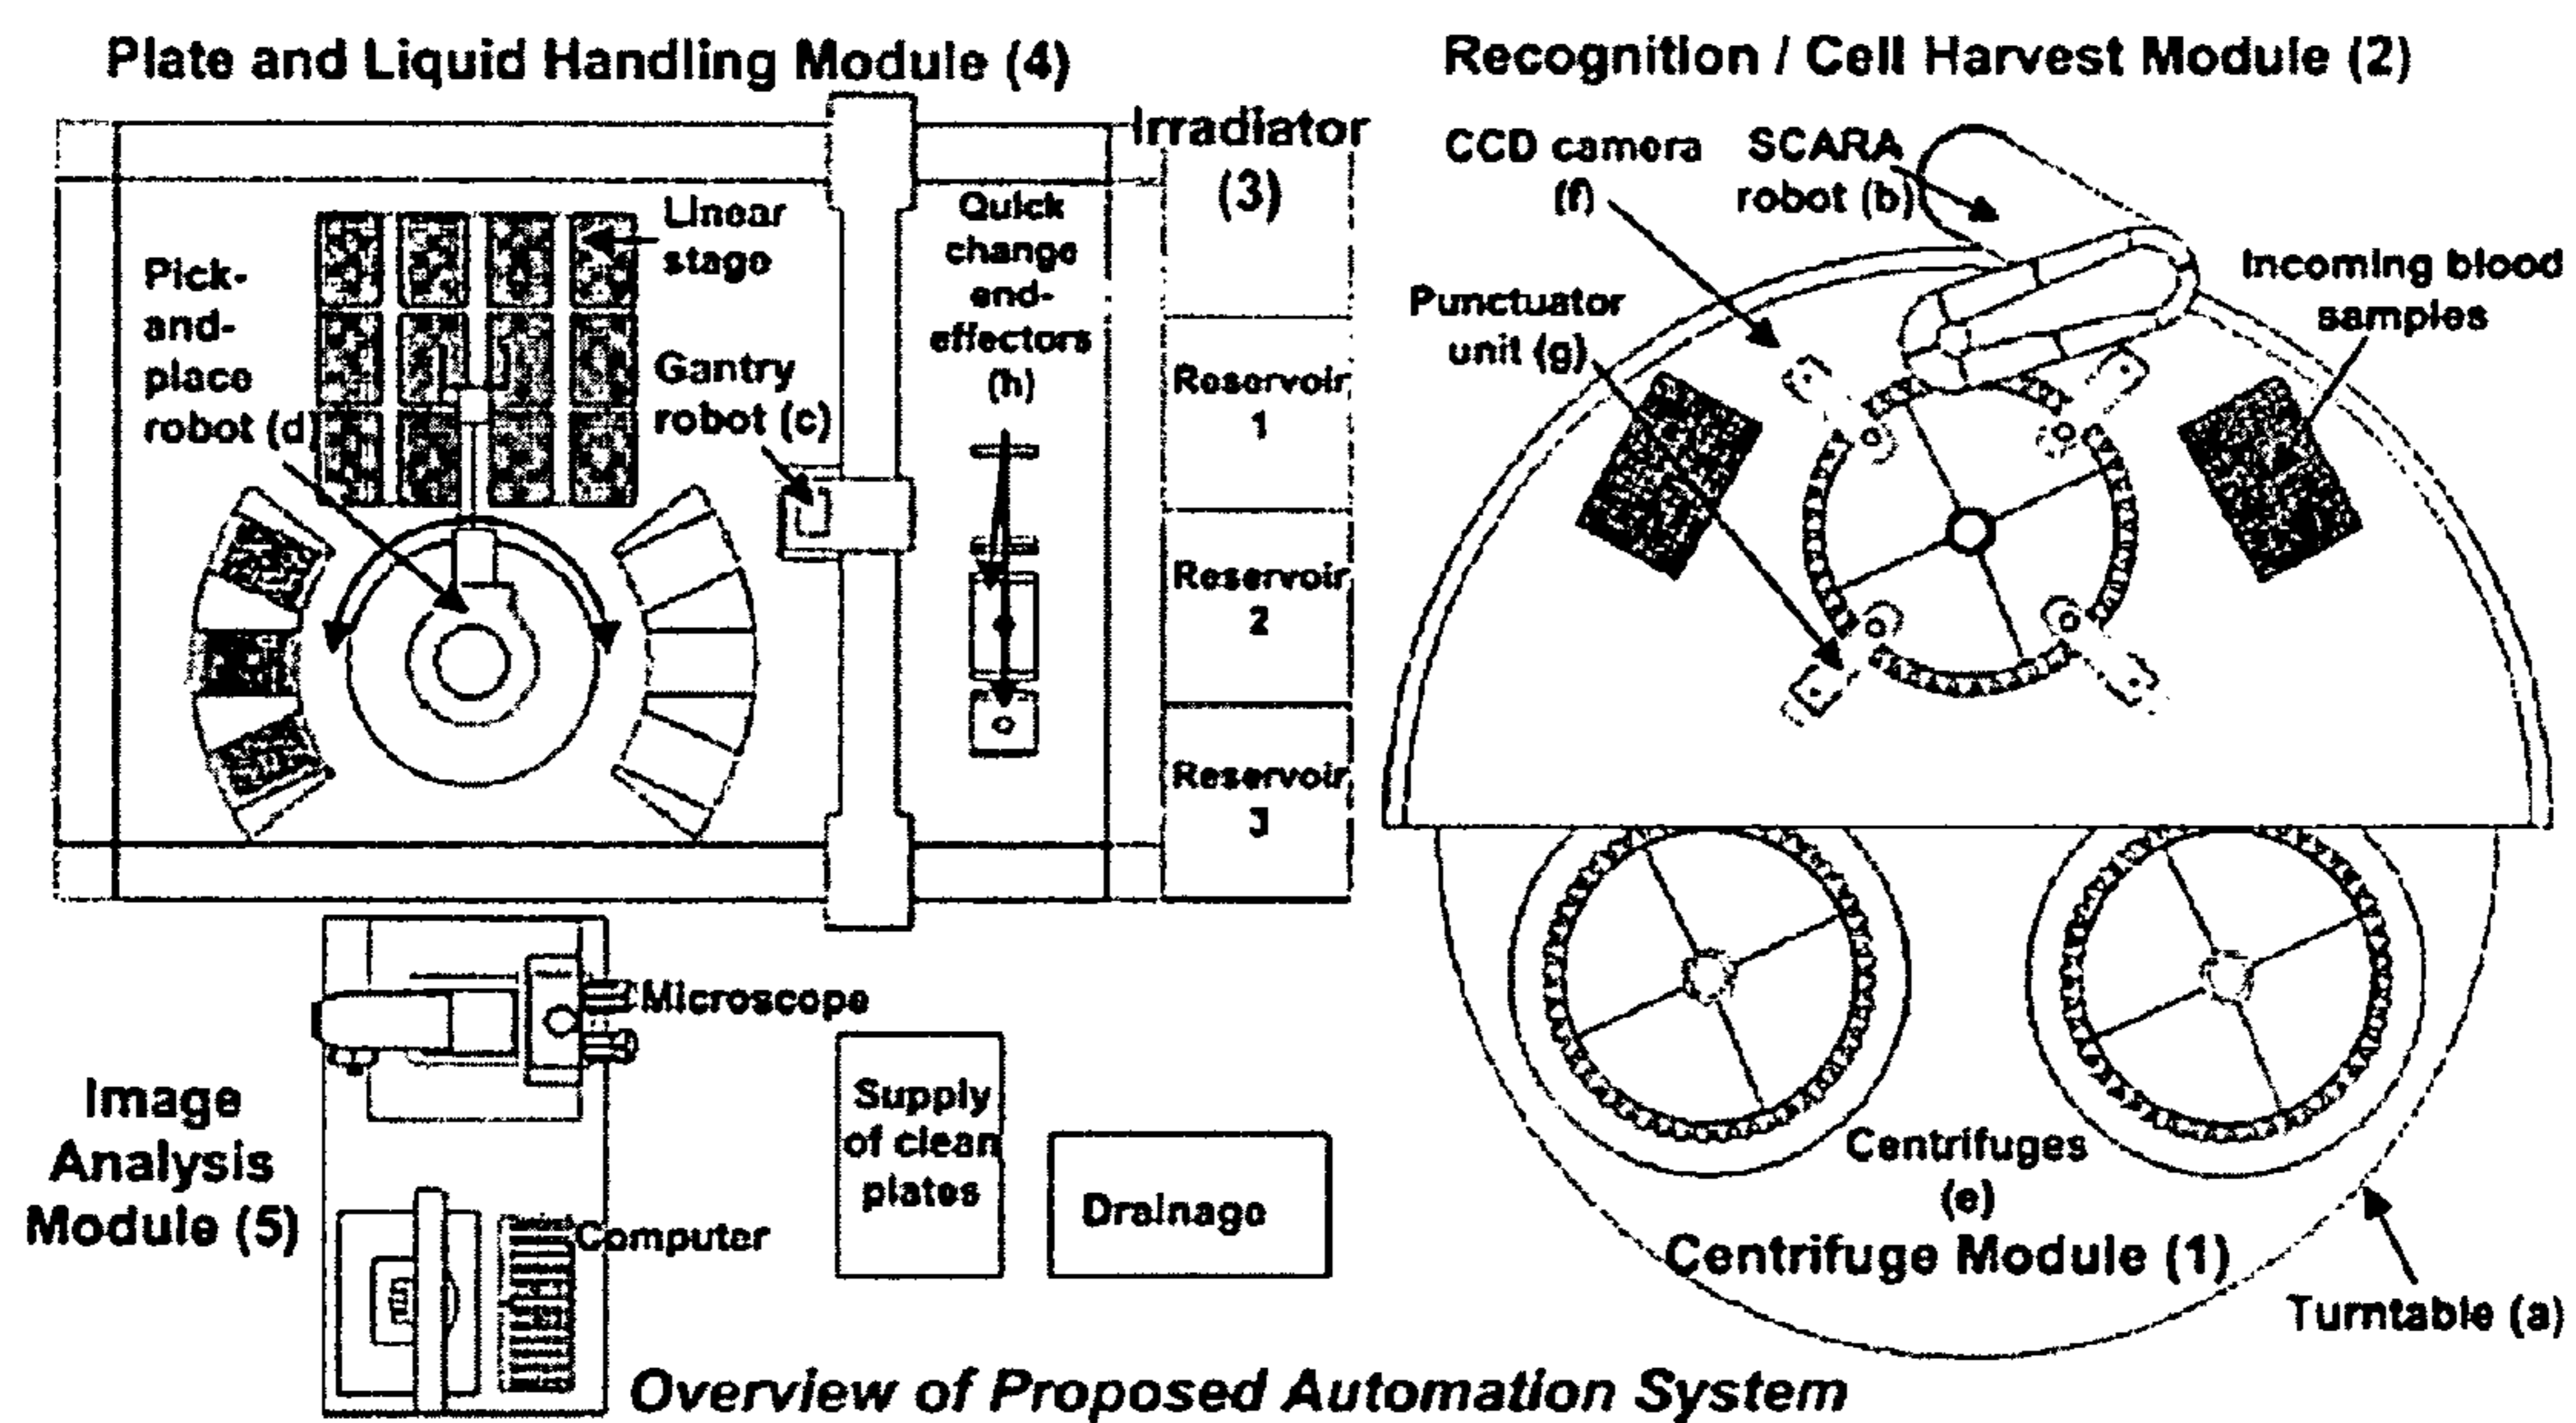 Plate and Liquid Handling Module (4)
Recognition / Cell Harvest Module (2)
Irradiator
(3)
CCD camera
(f)
SCARA
robot (b)
Incoming blood
samples
Punctuator
unit (g)
Linear
stage
Quick
change
end-
effectors
(h)
Pick-
and-
place
robot (d)
Gantry
robot (c)
Reservoir
1
Reservoir
2
Reservoir
3
Microscope
Image
Analysis
Module (5)
Computer
Supply
of clean
plates
Drainage
Centrifuges
(e)
Centrifuge Module (1)
Turntable (a)
Overview of Proposed Automation System